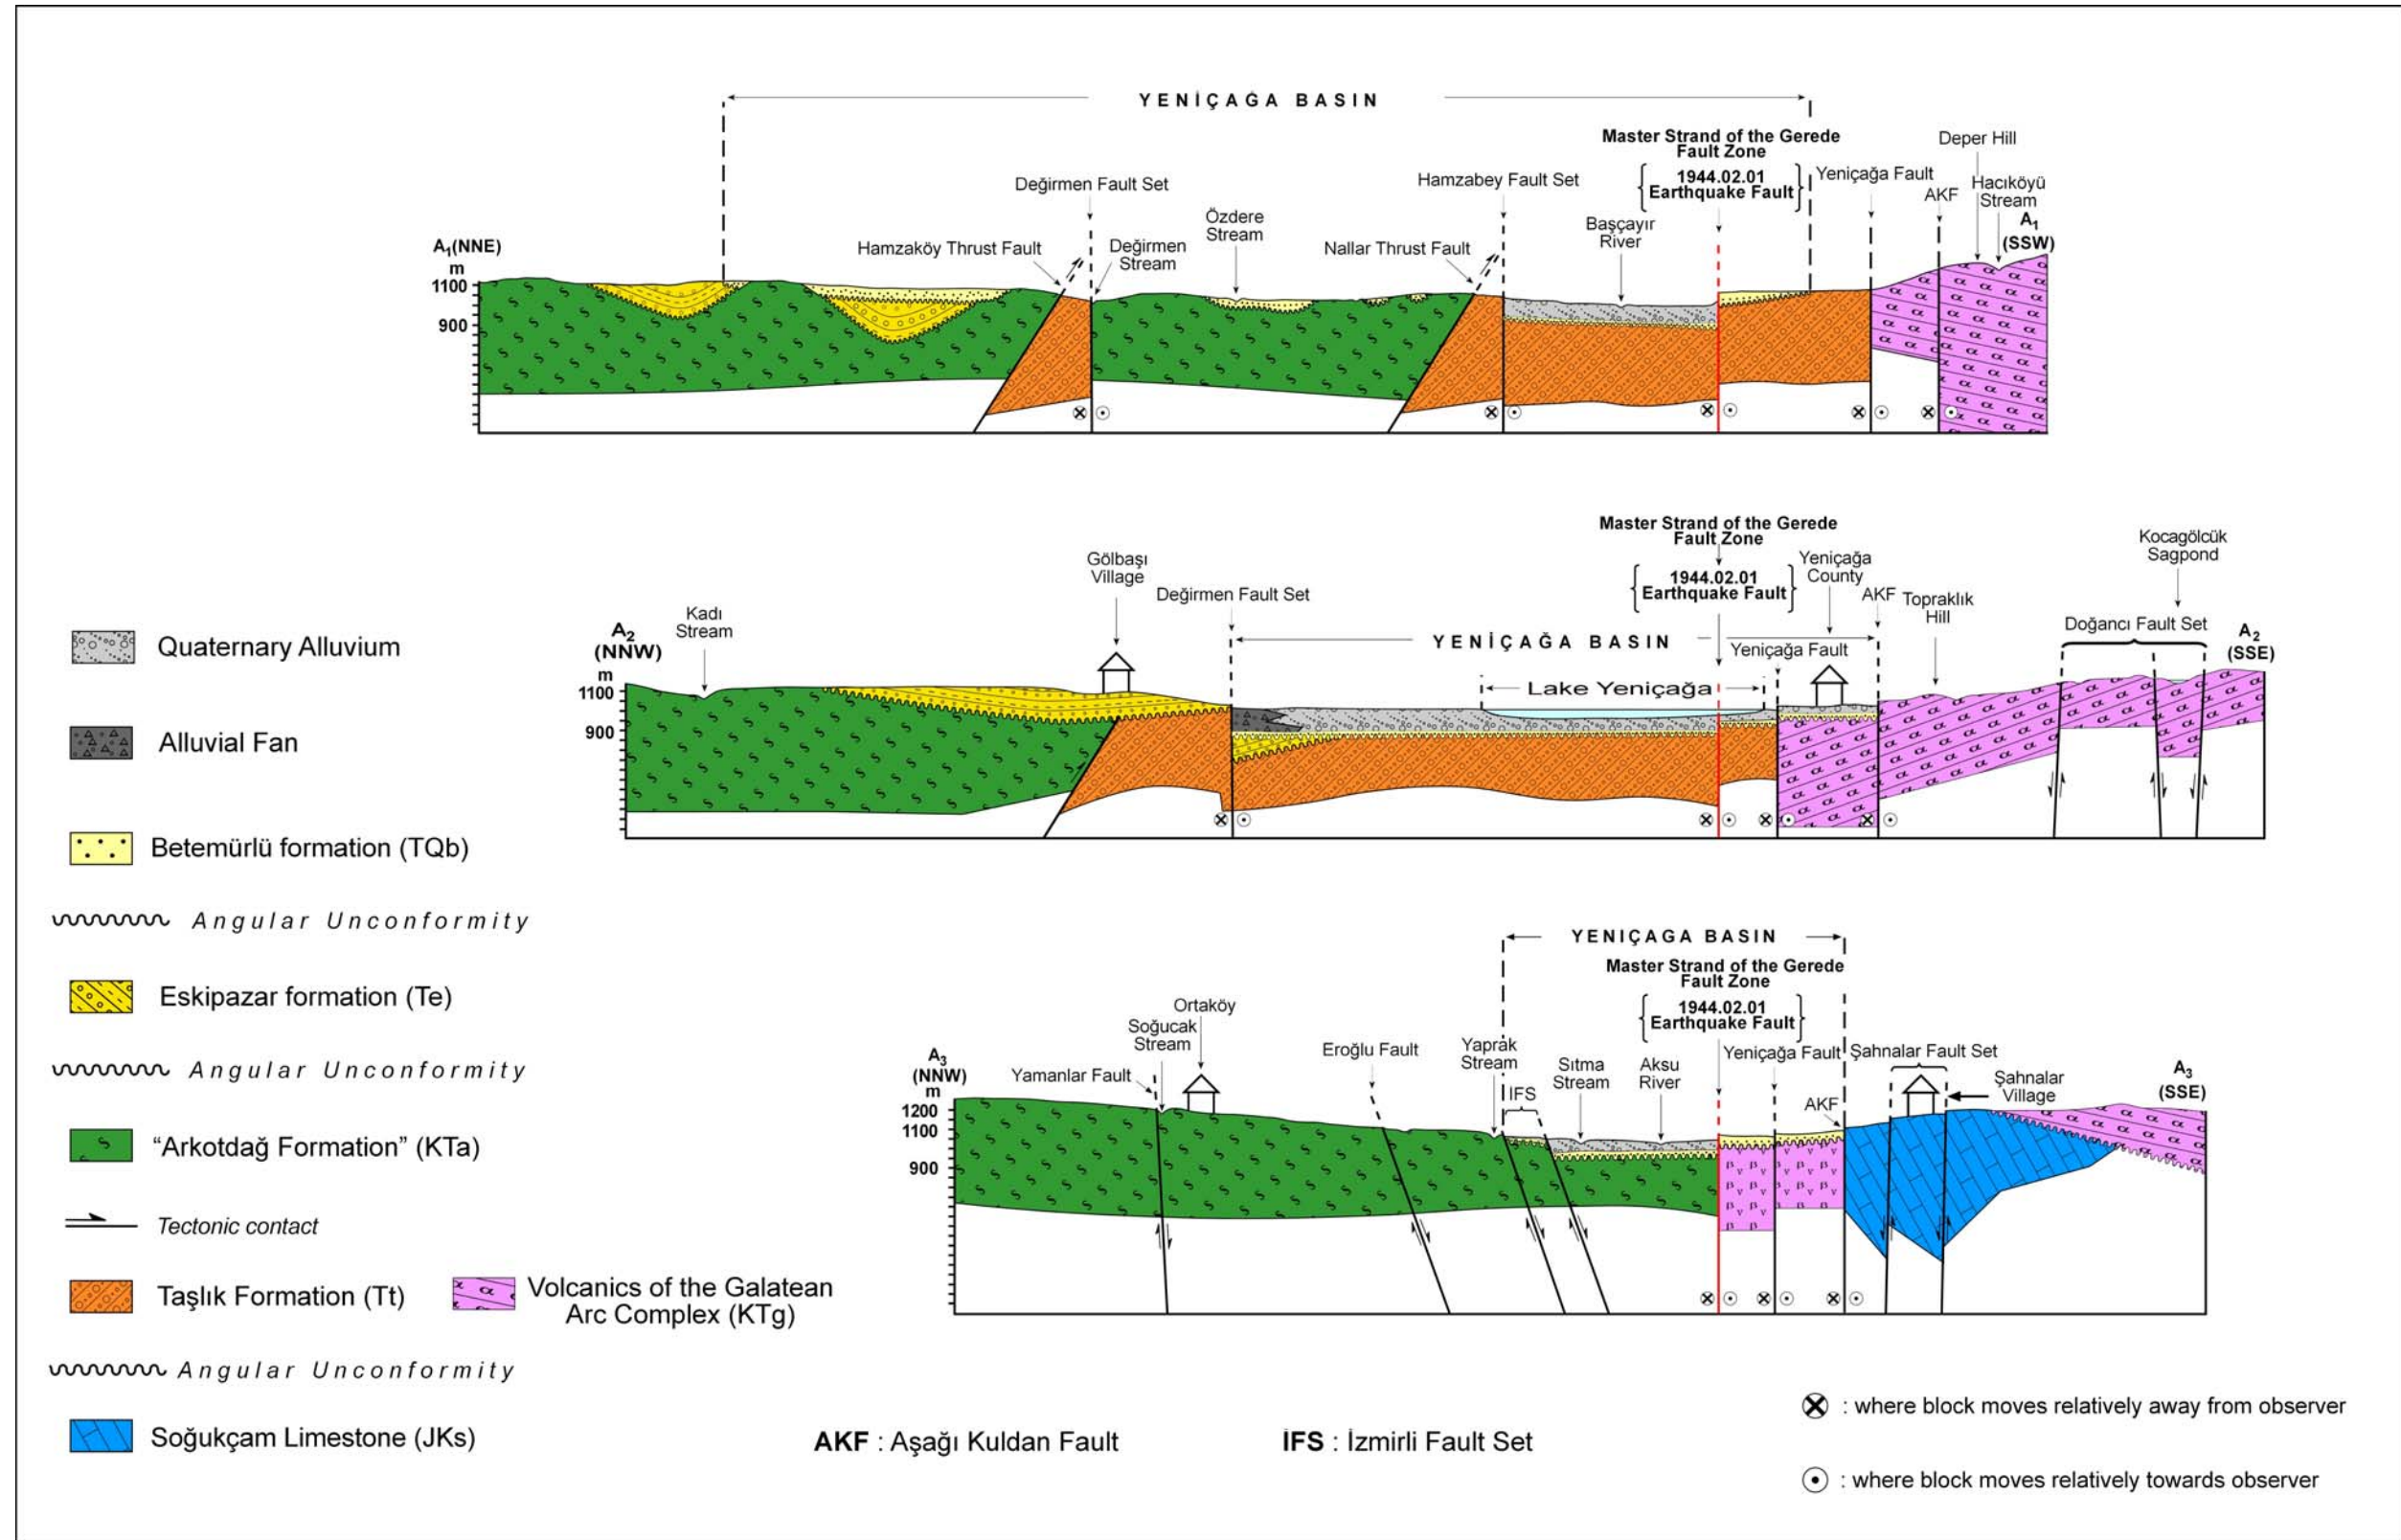 YENİÇAĞA BASIN
Master Strand of the Gerede
Fault Zone
1944.02.01
Earthquake Fault
Deper Hill
Yeniçağa Fault
AKF
Hacıköyü
Stream
A1
(SSW)
Değirmen Fault Set
Hamzabey Fault Set
Özdere
Stream
Başçayır
River
A1(NNE)
m
Hamzaköy Thrust Fault
Değirmen
Stream
Nallar Thrust Fault
1100
900
Master Strand of the Gerede
Fault Zone
1944.02.01
Earthquake Fault
Yeniçağa
County
AKF
Topraklık
Hill
Kocagölcük
Sagpond
Doğancı Fault Set
A2
(SSE)
Gölbaşı
Village
Değirmen Fault Set
Kadı
Stream
A2
(NNW)
m
YENİÇAĞA BASIN
Yeniçağa Fault
Lake Yeniçağa
1100
900
YENIÇAGA BASIN
Master Strand of the Gerede
Fault Zone
1944.02.01
Earthquake Fault
Ortaköy
Soğucak
Stream
Eroğlu Fault
Yaprak
Stream
Sıtma
Stream
Aksu
River
Yeniçağa Fault
Şahnalar Fault Set
A3
(NNW)
m
Yamanlar Fault
IFS
AKF
Şahnalar
Village
A3
(SSE)
1200
1100
900
Quaternary Alluvium
Alluvial Fan
Betemürlü formation (TQb)
Angular Unconformity
Eskipazar formation (Te)
Angular Unconformity
“Arkotdağ Formation” (KTa)
Tectonic contact
Taşlık Formation (Tt)
Volcanics of the Galatean
Arc Complex (KTg)
Angular Unconformity
Soğukçam Limestone (JKs)
AKF : Aşağı Kuldan Fault
İFS : İzmirli Fault Set
: where block moves relatively away from observer
: where block moves relatively towards observer